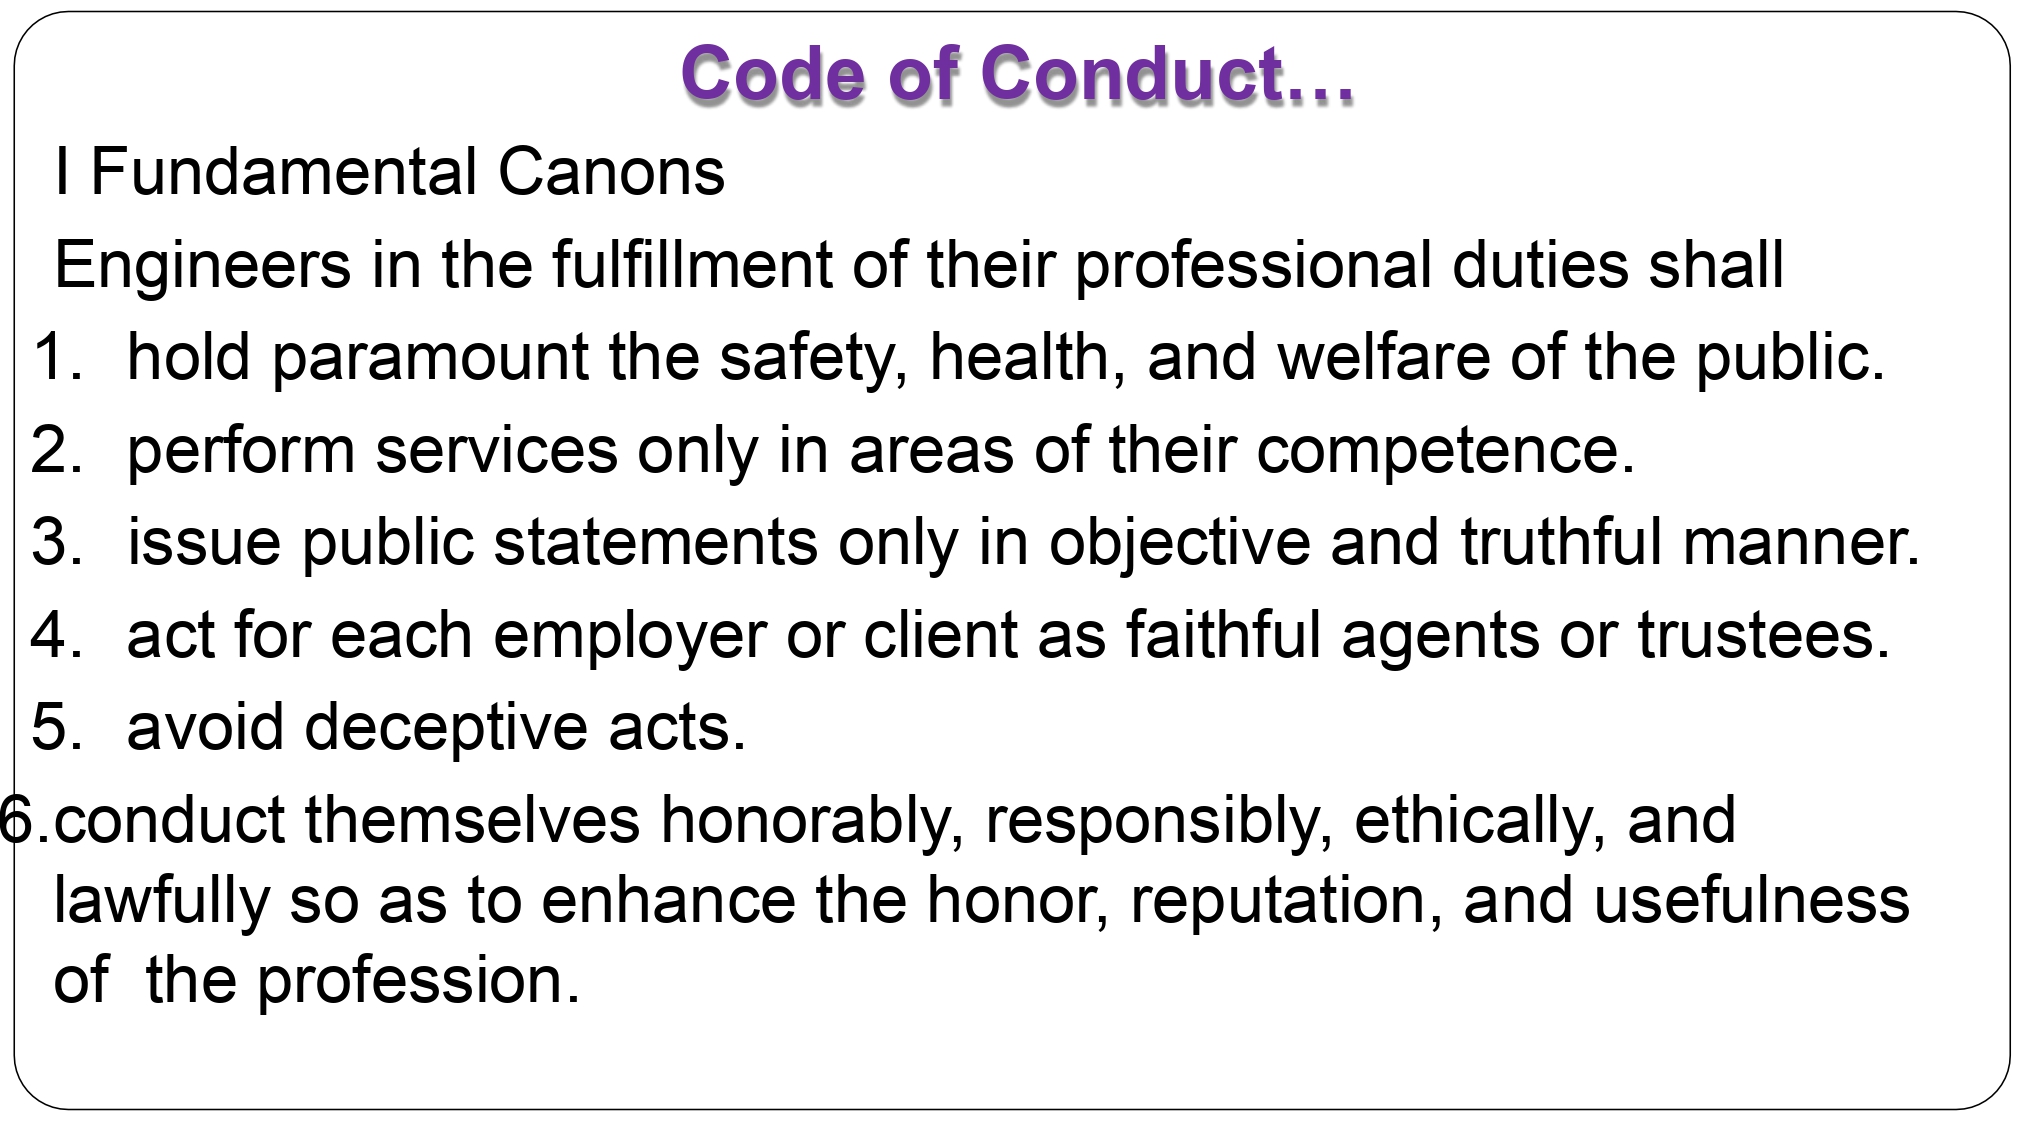 Code of Conduct…
I Fundamental Canons
Engineers in the fulfillment of their professional duties shall
1. hold paramount the safety, health, and welfare of the public.
2. perform services only in areas of their competence.
3. issue public statements only in objective and truthful manner.
4. act for each employer or client as faithful agents or trustees.
5. avoid deceptive acts.
6.conduct themselves honorably, responsibly, ethically, and
lawfully so as to enhance the honor, reputation, and usefulness
of  the profession.